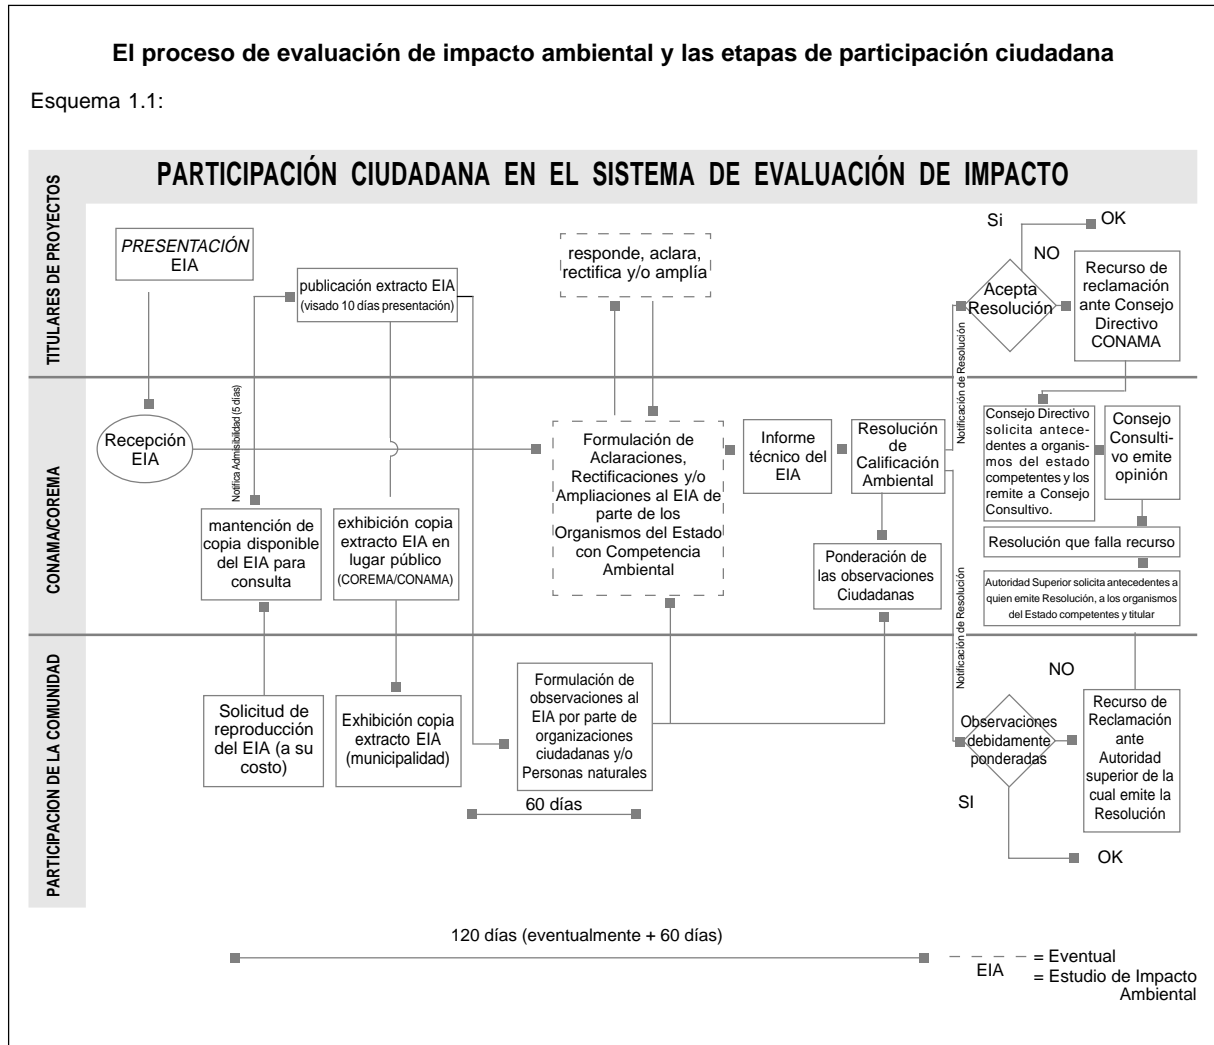 El proceso de evaluación de impacto ambiental y las etapas de participación ciudadana
Esquema 1.1:
PARTICIPACIÓN CIUDADANA EN EL SISTEMA DE EVALUACIÓN DE IMPACTO
TITULARES DE PROYECTOS
PRESENTACIÓN
EIA
publicación extracto EIA
(visado 10 días presentación)
responde, aclara,
rectifica y/o amplía
Si
OK
NO
Acepta
Resolución
Recurso de
reclamación
ante Consejo
Directivo
CONAMA
Notificación de Resolución
CONAMA/COREMA
Recepción
EIA
Notifica Admisibilidad (5 días)
mantención de
copia disponible
del EIA para
consulta
exhibición copia
extracto EIA en
lugar público
(COREMA/CONAMA)
Formulación de
Aclaraciones,
Rectificaciones y/o
Ampliaciones al EIA de
parte de los
Organismos del Estado
con Competencia
Ambiental
Informe
técnico del
EIA
Resolución
de
Calificación
Ambiental
Ponderación de
las observaciones
Ciudadanas
Consejo Directivo
solicita antece-
dentes a organis-
mos del estado
competentes y los
remite a Consejo
Consultivo.
Consejo
Consulti-
vo emite
opinión
Resolución que falla recurso
Autoridad Superior solicita antecedentes a
quien emite Resolución, a los organismos
del Estado competentes y titular
Notificación de Resolución
PARTICIPACION DE LA COMUNIDAD
Solicitud de
reproducción
del EIA (a su
costo)
Exhibición copia
extracto EIA
(municipalidad)
Formulación de
observaciones al
EIA por parte de
organizaciones
ciudadanas y/o
Personas naturales
60 días
Observaciones
debidamente
ponderadas
NO
SI
OK
Recurso de
Reclamación
ante
Autoridad
superior de la
cual emite la
Resolución
120 días (eventualmente + 60 días)
= Eventual
EIA = Estudio de Impacto
Ambiental